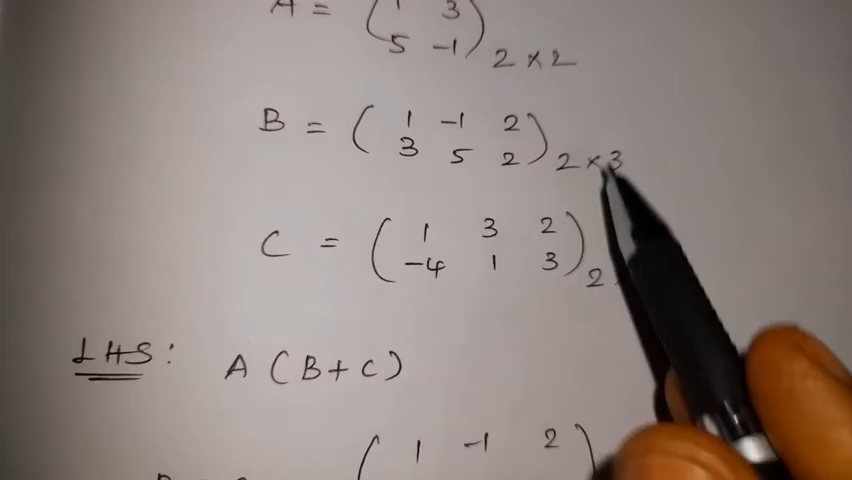 A = ( 1 3
5 -1 ) 2 × 2
B = ( 1 -1 2
3 5 2 ) 2 × 3
C = ( 1 3 2
-4 1 3 ) 2
LHS : A ( B + C )
( 1 -1 2 )